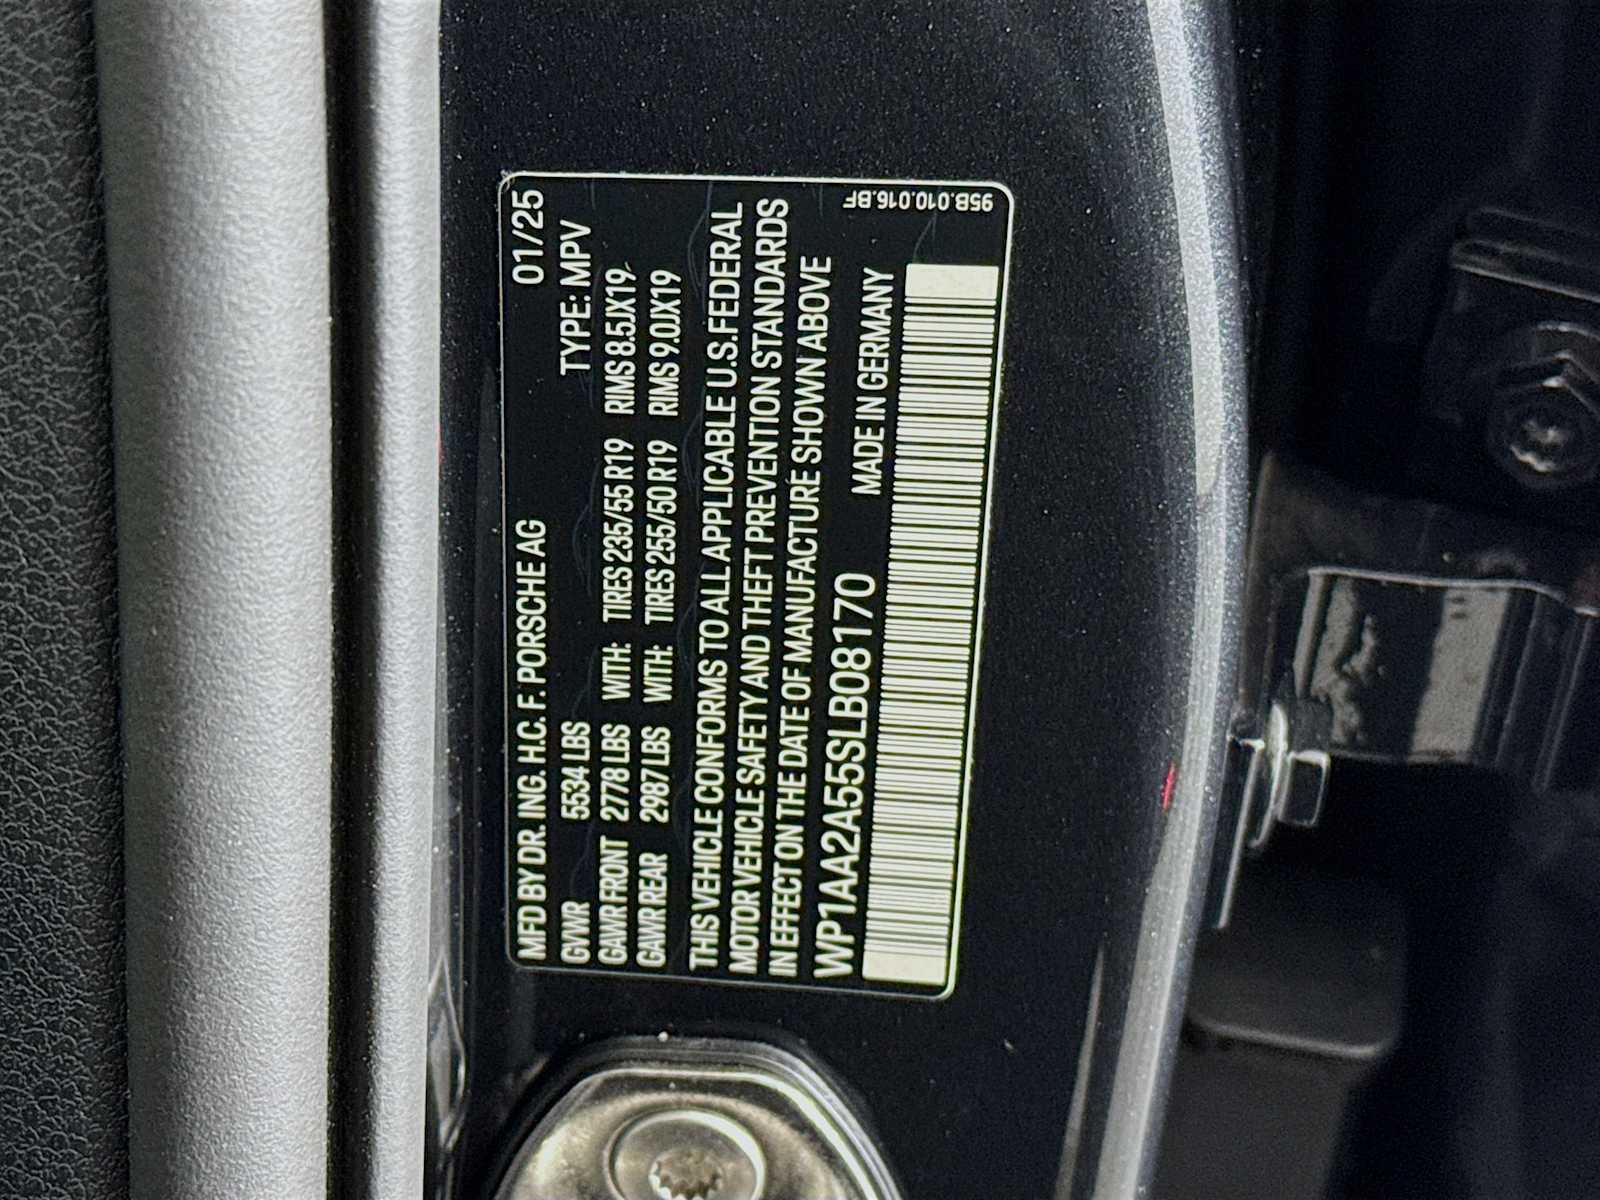 MFD BY DR. ING. H.C. F. PORSCHE AG 01/25
GVWR 5534 LBS TYPE: MPV
GAWR FRONT 2778 LBS WITH: TIRES 235/55 R19 RIMS 8.5JX19
GAWR REAR 2987 LBS WITH: TIRES 255/50 R19 RIMS 9.0JX19
THIS VEHICLE CONFORMS TO ALL APPLICABLE U.S.FEDERAL
MOTOR VEHICLE SAFETY AND THEFT PREVENTION STANDARDS
IN EFFECT ON THE DATE OF MANUFACTURE SHOWN ABOVE
WP1AA2A55SLB08170 MADE IN GERMANY
95B.010.016.BF